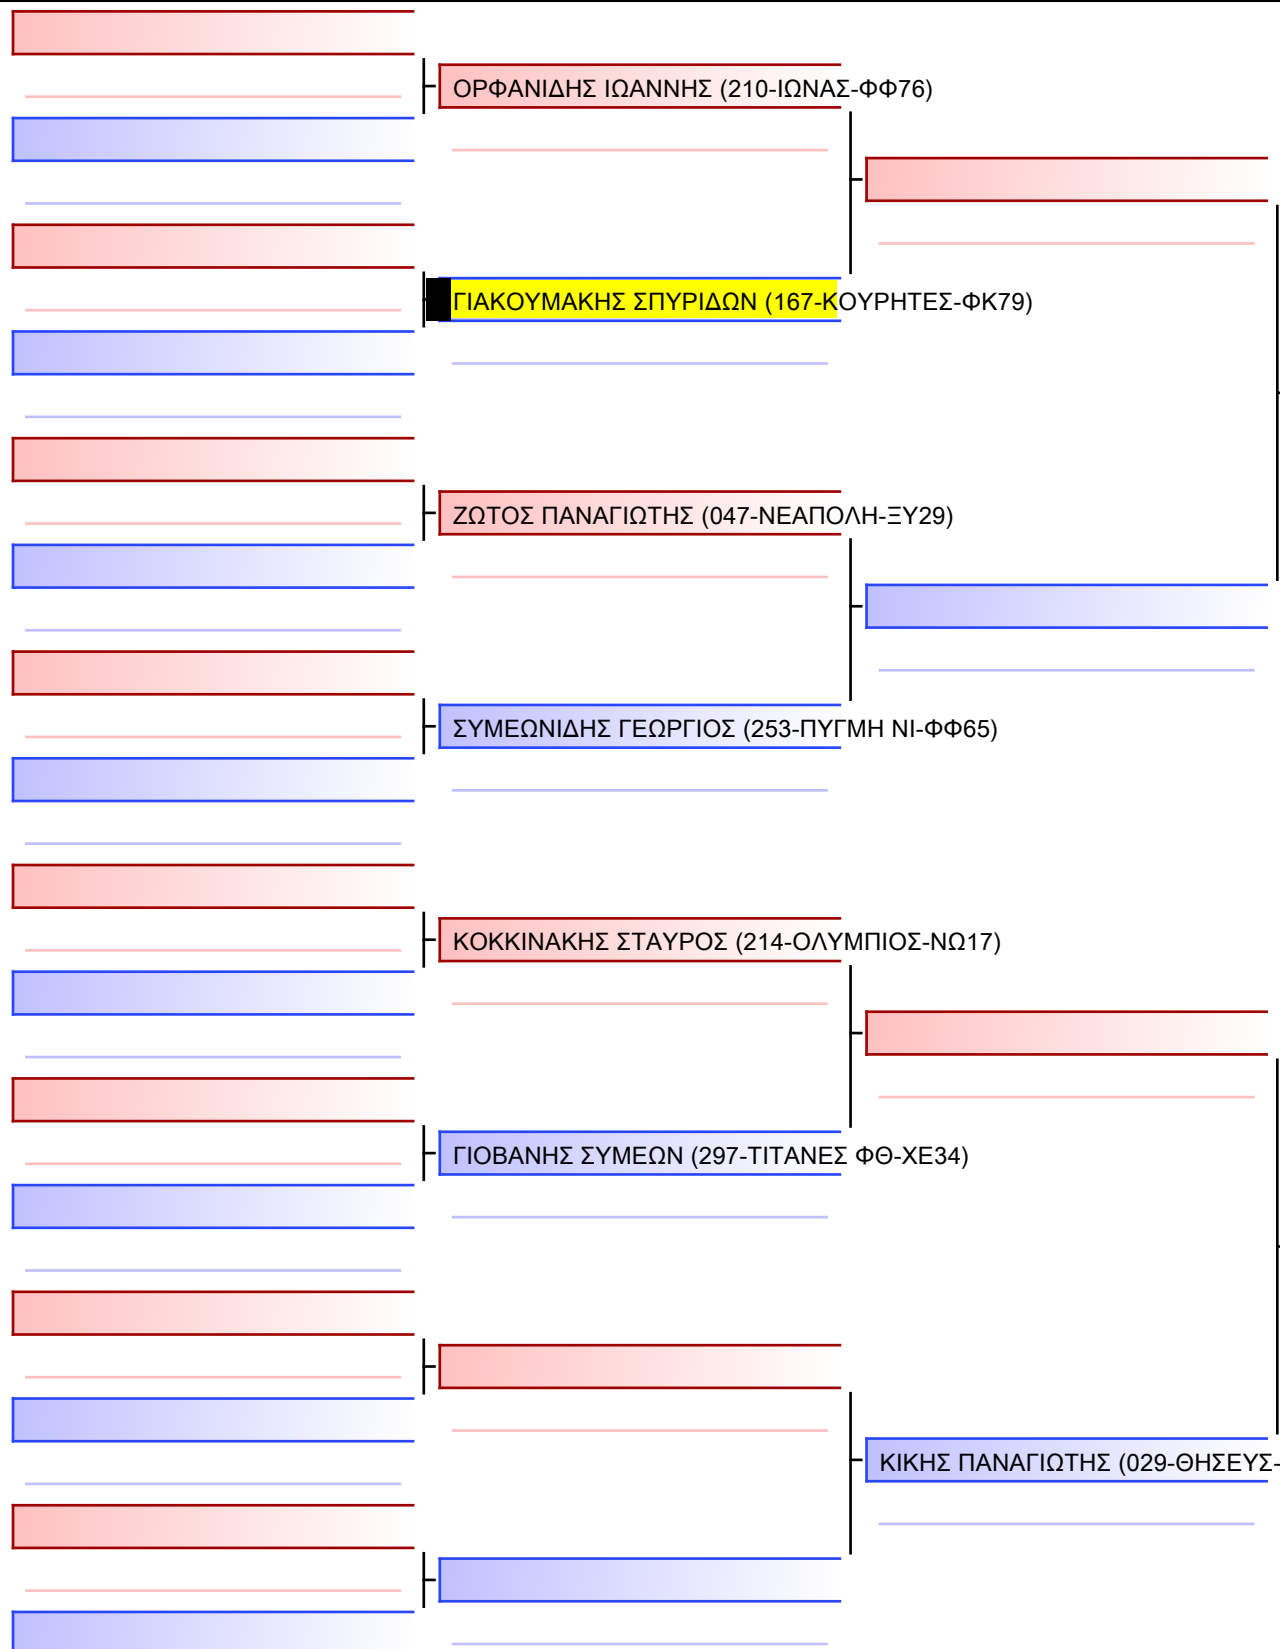 ΟΡΦΑΝΙΔΗΣ ΙΩΑΝΝΗΣ (210-ΙΩΝΑΣ-ΦΦ76)
ΓΙΑΚΟΥΜΑΚΗΣ ΣΠΥΡΙΔΩΝ (167-ΚΟΥΡΗΤΕΣ-ΦΚ79)
ΖΩΤΟΣ ΠΑΝΑΓΙΩΤΗΣ (047-ΝΕΑΠΟΛΗ-ΞΥ29)
ΣΥΜΕΩΝΙΔΗΣ ΓΕΩΡΓΙΟΣ (253-ΠΥΓΜΗ ΝΙ-ΦΦ65)
ΚΟΚΚΙΝΑΚΗΣ ΣΤΑΥΡΟΣ (214-ΟΛΥΜΠΙΟΣ-ΝΩ17)
ΓΙΟΒΑΝΗΣ ΣΥΜΕΩΝ (297-ΤΙΤΑΝΕΣ ΦΘ-ΧΕ34)
ΚΙΚΗΣ ΠΑΝΑΓΙΩΤΗΣ (029-ΘΗΣΕΥΣ-